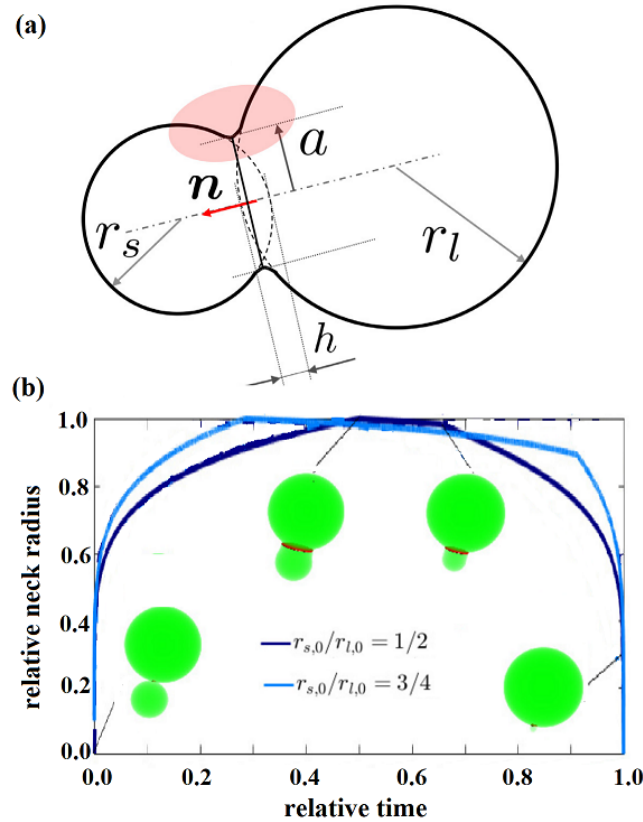 (a)
a
n
r_s
r_l
h
(b)
relative neck radius
1.0
0.8
0.6
0.4
0.2
0.0
r_{s,0}/r_{l,0} = 1/2
r_{s,0}/r_{l,0} = 3/4
0.0 0.2 0.4 0.6 0.8 1.0
relative time